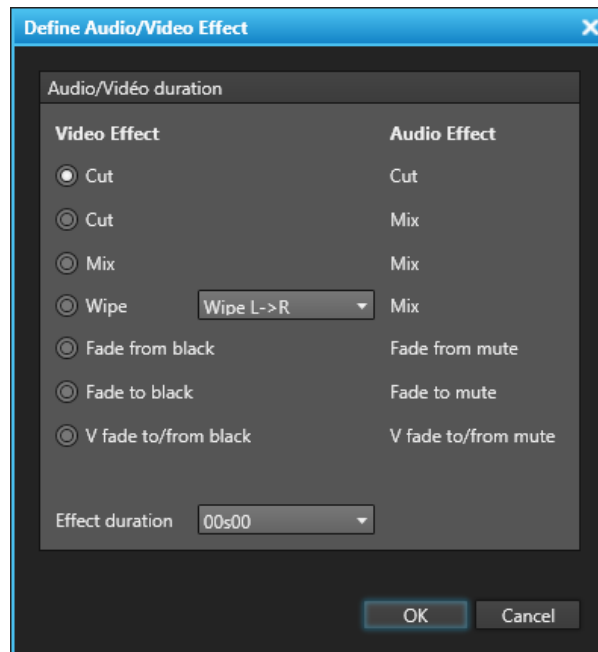 Define Audio/Video Effect
Audio/Vidéo duration
Video Effect Audio Effect
Cut Cut
Cut Mix
Mix Mix
Wipe Wipe L->R Mix
Fade from black Fade from mute
Fade to black Fade to mute
V fade to/from black V fade to/from mute
Effect duration 00s00
OK Cancel